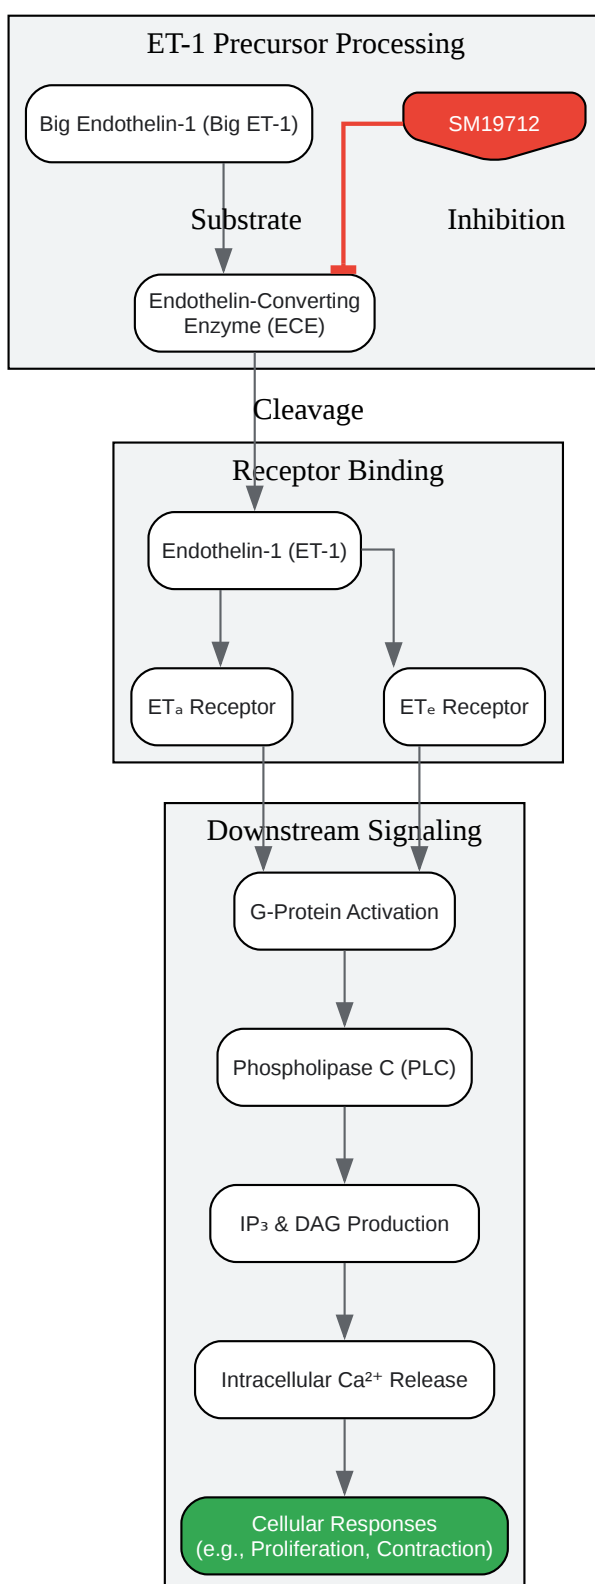 ET-1 Precursor Processing
Big Endothelin-1 (Big ET-1)
SM19712
Substrate
Inhibition
Endothelin-Converting
Enzyme (ECE)
Cleavage
Receptor Binding
Endothelin-1 (ET-1)
ETₐ Receptor
ETₑ Receptor
Downstream Signaling
G-Protein Activation
Phospholipase C (PLC)
IP₃ & DAG Production
Intracellular Ca²⁺ Release
Cellular Responses
(e.g., Proliferation, Contraction)